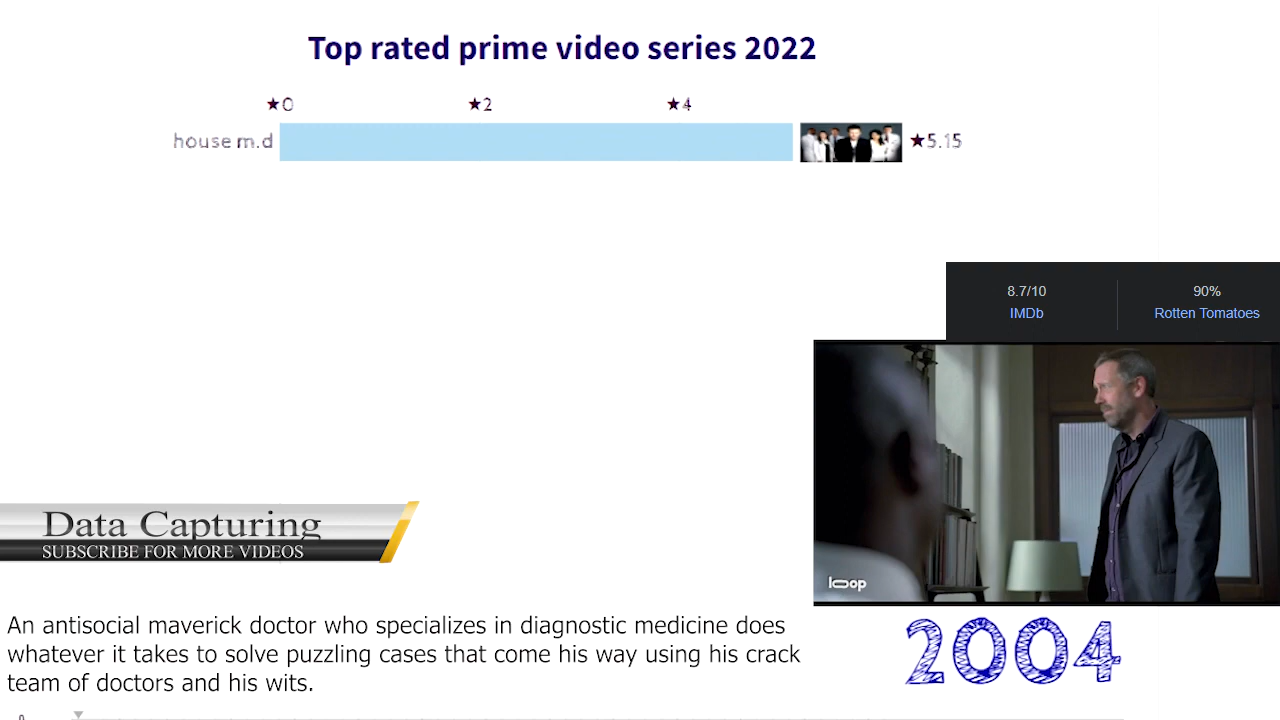 Top rated prime video series 2022
★0 ★2 ★4
house m.d ★5.15
8.7/10 90%
IMDb Rotten Tomatoes
Data Capturing
SUBSCRIBE FOR MORE VIDEOS
loop
An antisocial maverick doctor who specializes in diagnostic medicine does
whatever it takes to solve puzzling cases that come his way using his crack
team of doctors and his wits.
2004